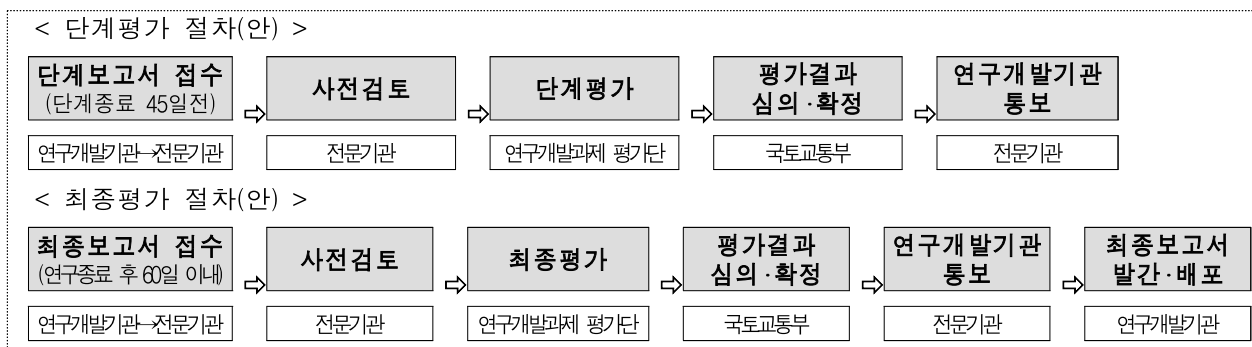 < 단계평가 절차(안) >
단계보고서 접수
(단계종료 45일전)
사전검토
단계평가
평가결과
심의·확정
연구개발기관
통보
연구개발기관→전문기관
전문기관
연구개발과제 평가단
국토교통부
전문기관
< 최종평가 절차(안) >
최종보고서 접수
(연구종료 후 60일 이내)
사전검토
최종평가
평가결과
심의·확정
연구개발기관
통보
최종보고서
발간·배포
연구개발기관→전문기관
전문기관
연구개발과제 평가단
국토교통부
전문기관
연구개발기관